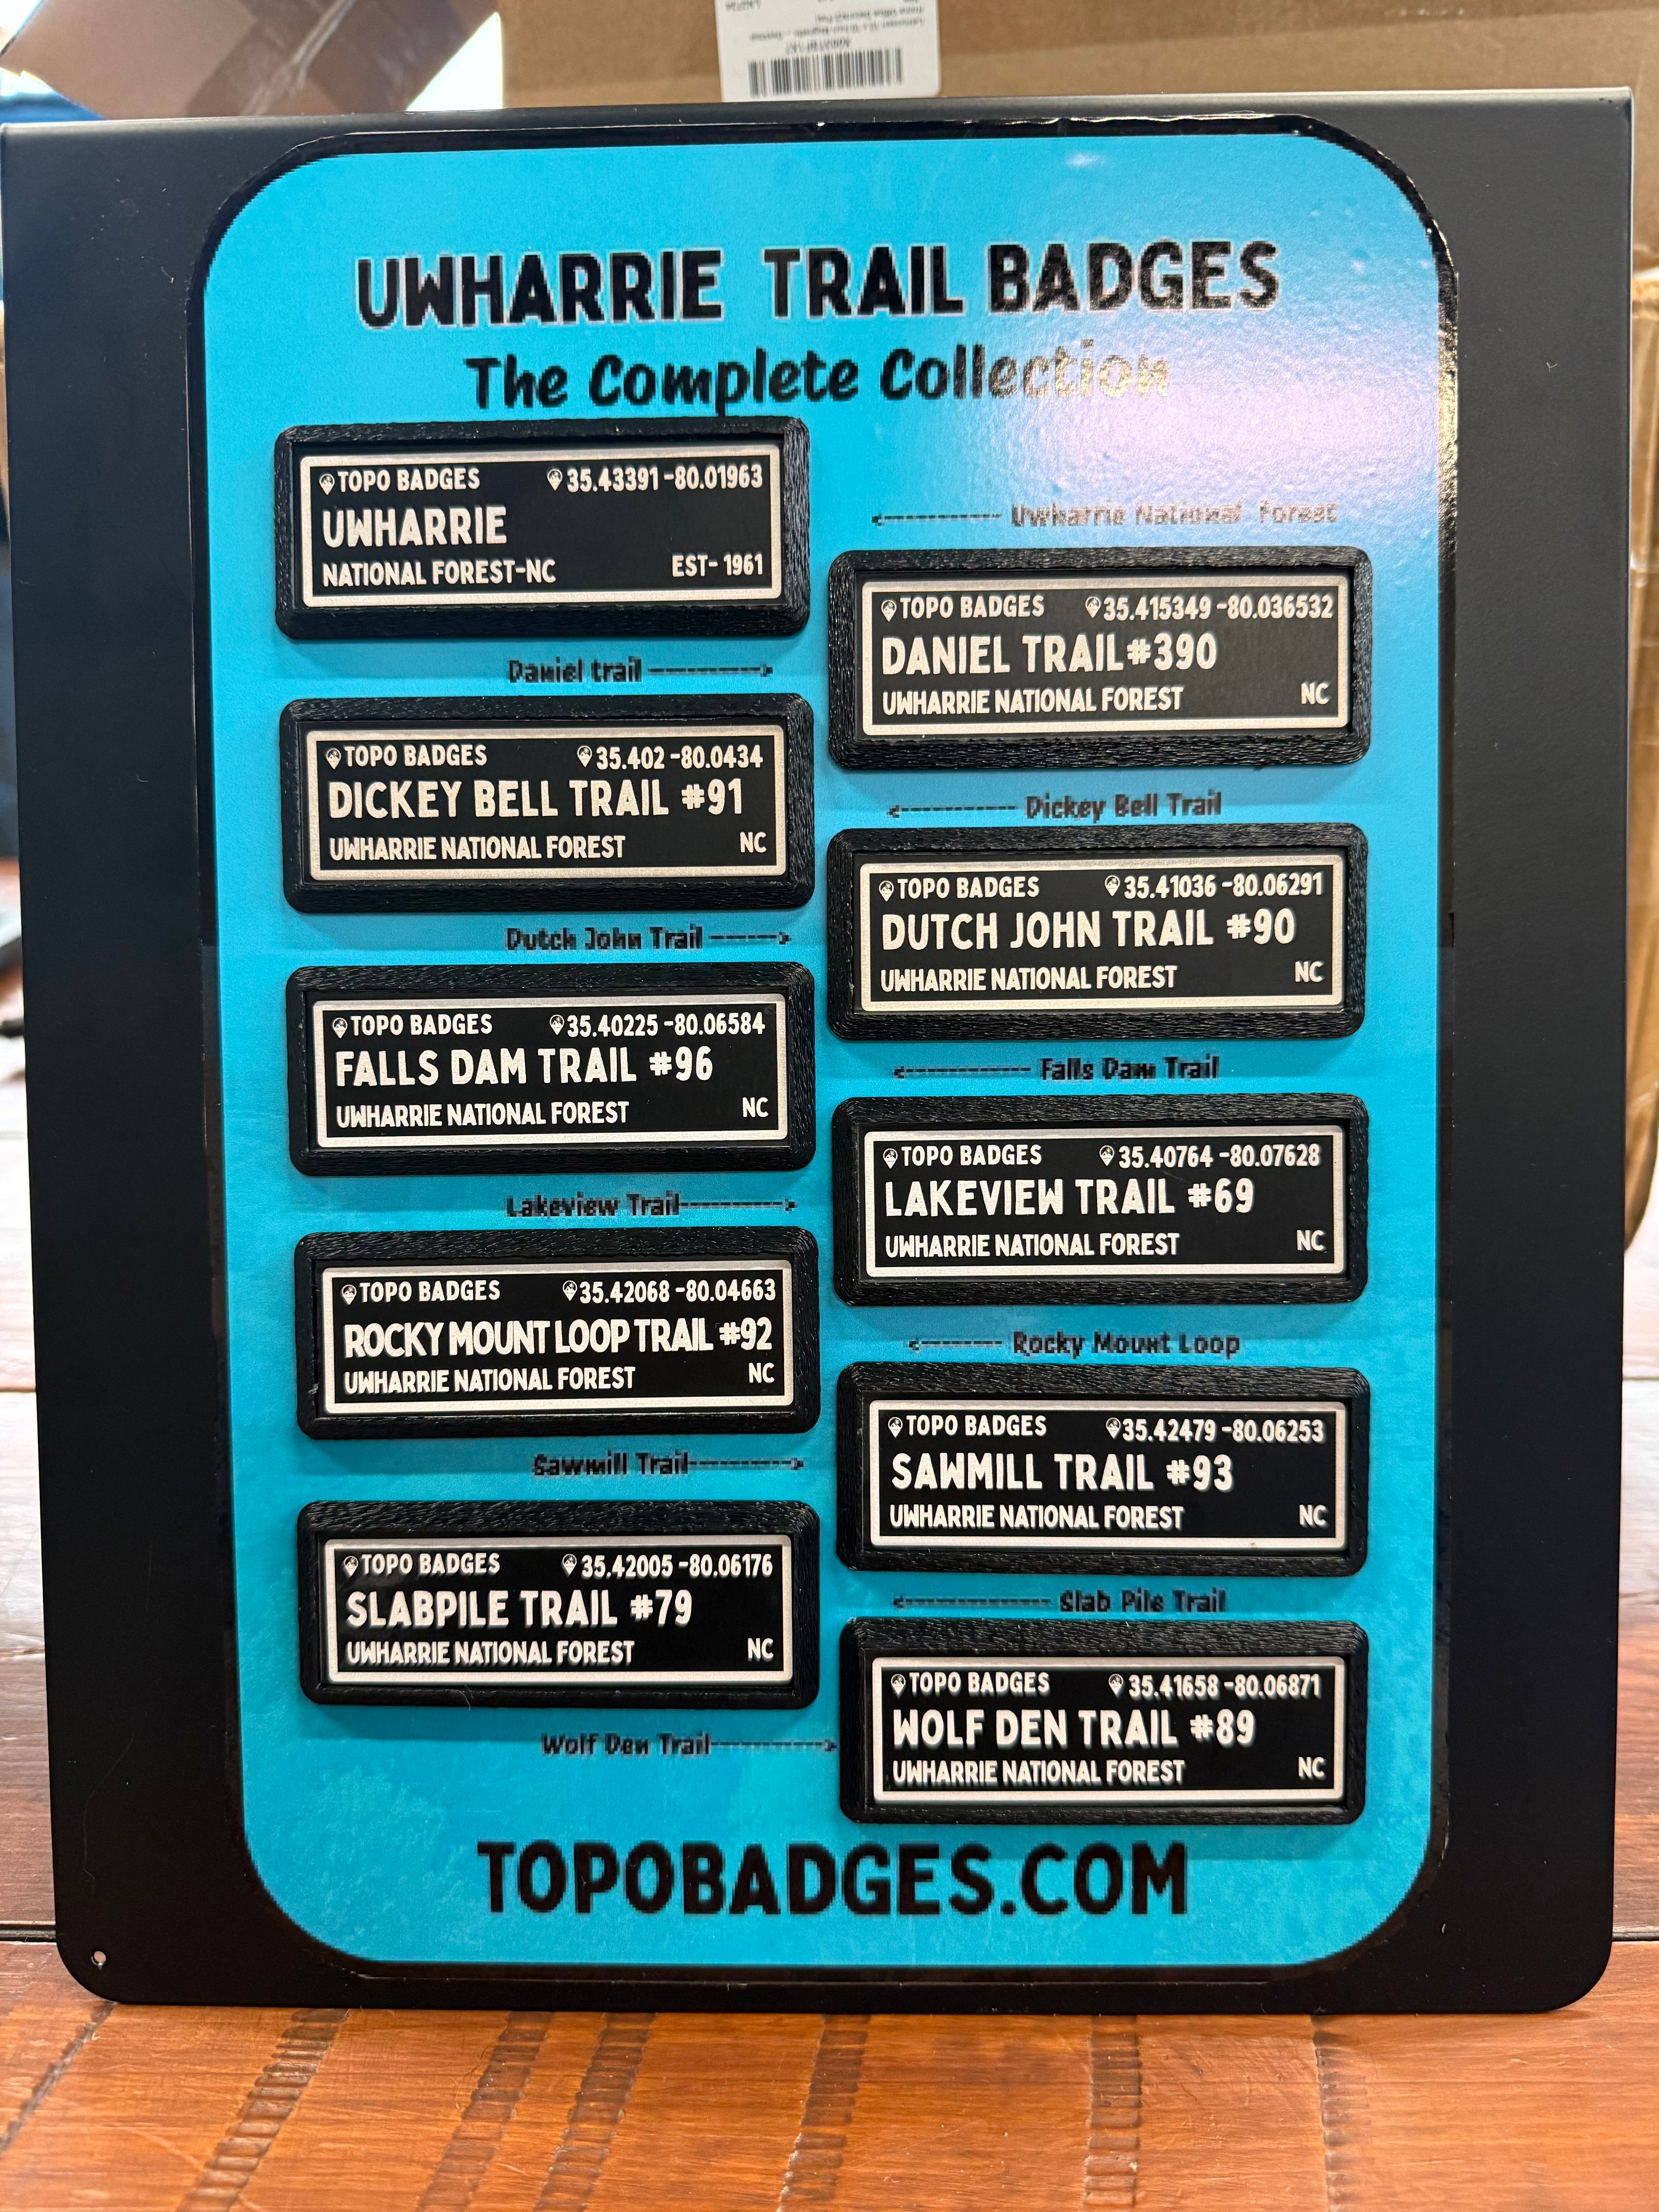 UWHARRIE TRAIL BADGES
The Complete Collection
TOPO BADGES 35.43391 -80.01963
UWHARRIE
NATIONAL FOREST-NC EST- 1961
<---------- Uwharrie National Forest
TOPO BADGES 35.415349 -80.036532
DANIEL TRAIL#390
UWHARRIE NATIONAL FOREST NC
Daniel trail ---------->
TOPO BADGES 35.402 -80.0434
DICKEY BELL TRAIL #91
UWHARRIE NATIONAL FOREST NC
<---------- Dickey Bell Trail
TOPO BADGES 35.41036 -80.06291
DUTCH JOHN TRAIL #90
UWHARRIE NATIONAL FOREST NC
Dutch John Trail ------>
TOPO BADGES 35.40225 -80.06584
FALLS DAM TRAIL #96
UWHARRIE NATIONAL FOREST NC
<----------- Falls Dam Trail
TOPO BADGES 35.40764 -80.07628
LAKEVIEW TRAIL #69
UWHARRIE NATIONAL FOREST NC
Lakeview Trail---------->
TOPO BADGES 35.42068 -80.04663
ROCKY MOUNT LOOP TRAIL #92
UWHARRIE NATIONAL FOREST NC
<-------- Rocky Mount Loop
TOPO BADGES 35.42479 -80.06253
SAWMILL TRAIL #93
UWHARRIE NATIONAL FOREST NC
Sawmill Trail---------->
TOPO BADGES 35.42005 -80.06176
SLABPILE TRAIL #79
UWHARRIE NATIONAL FOREST NC
<------------- Slab Pile Trail
TOPO BADGES 35.41658 -80.06871
WOLF DEN TRAIL #89
UWHARRIE NATIONAL FOREST NC
Wolf Den Trail---------->
TOPOBADGES.COM